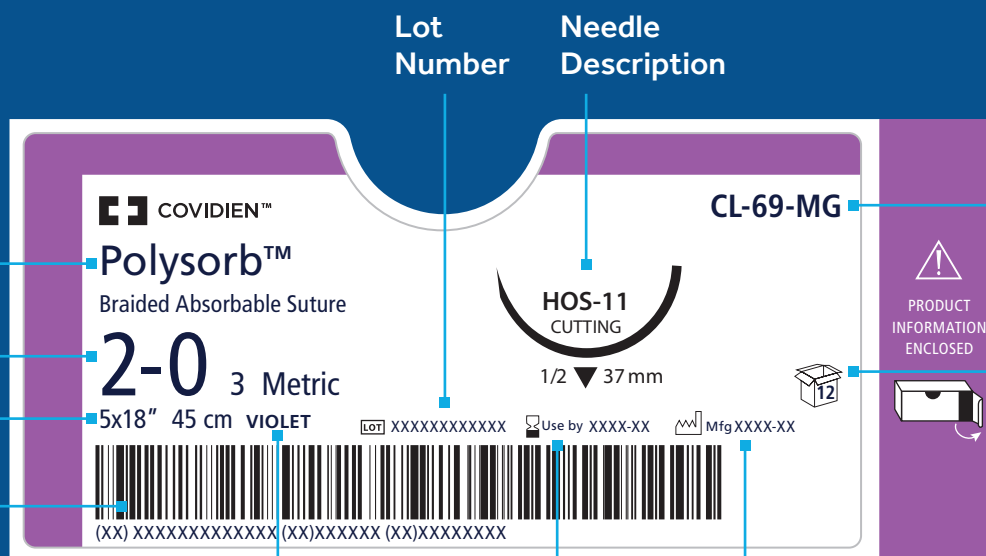 Lot
Number
Needle
Description
COVIDIEN™
CL-69-MG
Polysorb™
Braided Absorbable Suture
HOS-11
CUTTING
2-0 3 Metric
1/2 37 mm
12
5x18" 45 cm VIOLET
LOT XXXXXXXXXXXX
Use by XXXX-XX
Mfg XXXX-XX
(XX) XXXXXXXXXXXXX (XX)XXXXXX (XX)XXXXXXXX
PRODUCT
INFORMATION
ENCLOSED